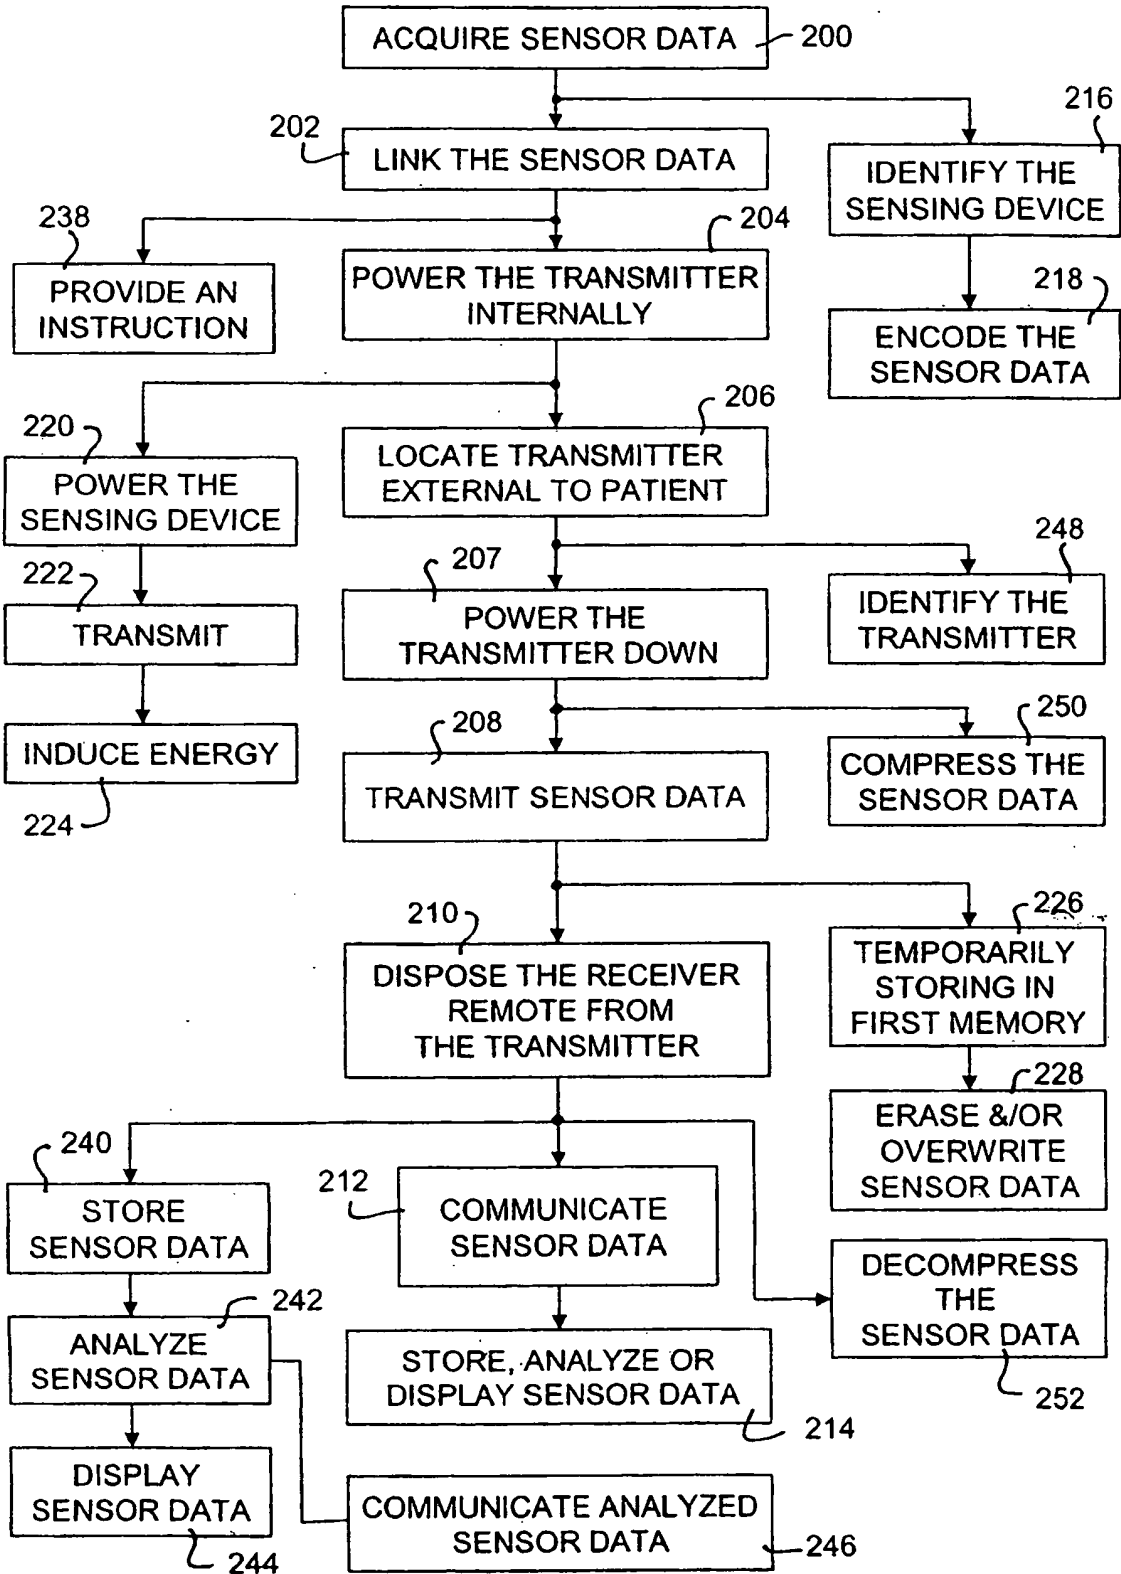 ACQUIRE SENSOR DATA
200
202
LINK THE SENSOR DATA
216
IDENTIFY THE
SENSING DEVICE
238
PROVIDE AN
INSTRUCTION
204
POWER THE TRANSMITTER
INTERNALLY
218
ENCODE THE
SENSOR DATA
220
POWER THE
SENSING DEVICE
206
LOCATE TRANSMITTER
EXTERNAL TO PATIENT
222
TRANSMIT
207
POWER THE
TRANSMITTER DOWN
248
IDENTIFY THE
TRANSMITTER
INDUCE ENERGY
224
208
TRANSMIT SENSOR DATA
250
COMPRESS THE
SENSOR DATA
210
DISPOSE THE RECEIVER
REMOTE FROM
THE TRANSMITTER
226
TEMPORARILY
STORING IN
FIRST MEMORY
228
ERASE &/OR
OVERWRITE
SENSOR DATA
240
STORE
SENSOR DATA
212
COMMUNICATE
SENSOR DATA
DECOMPRESS
THE
SENSOR DATA
252
242
ANALYZE
SENSOR DATA
STORE, ANALYZE OR
DISPLAY SENSOR DATA
214
DISPLAY
SENSOR DATA
244
COMMUNICATE ANALYZED
SENSOR DATA
246